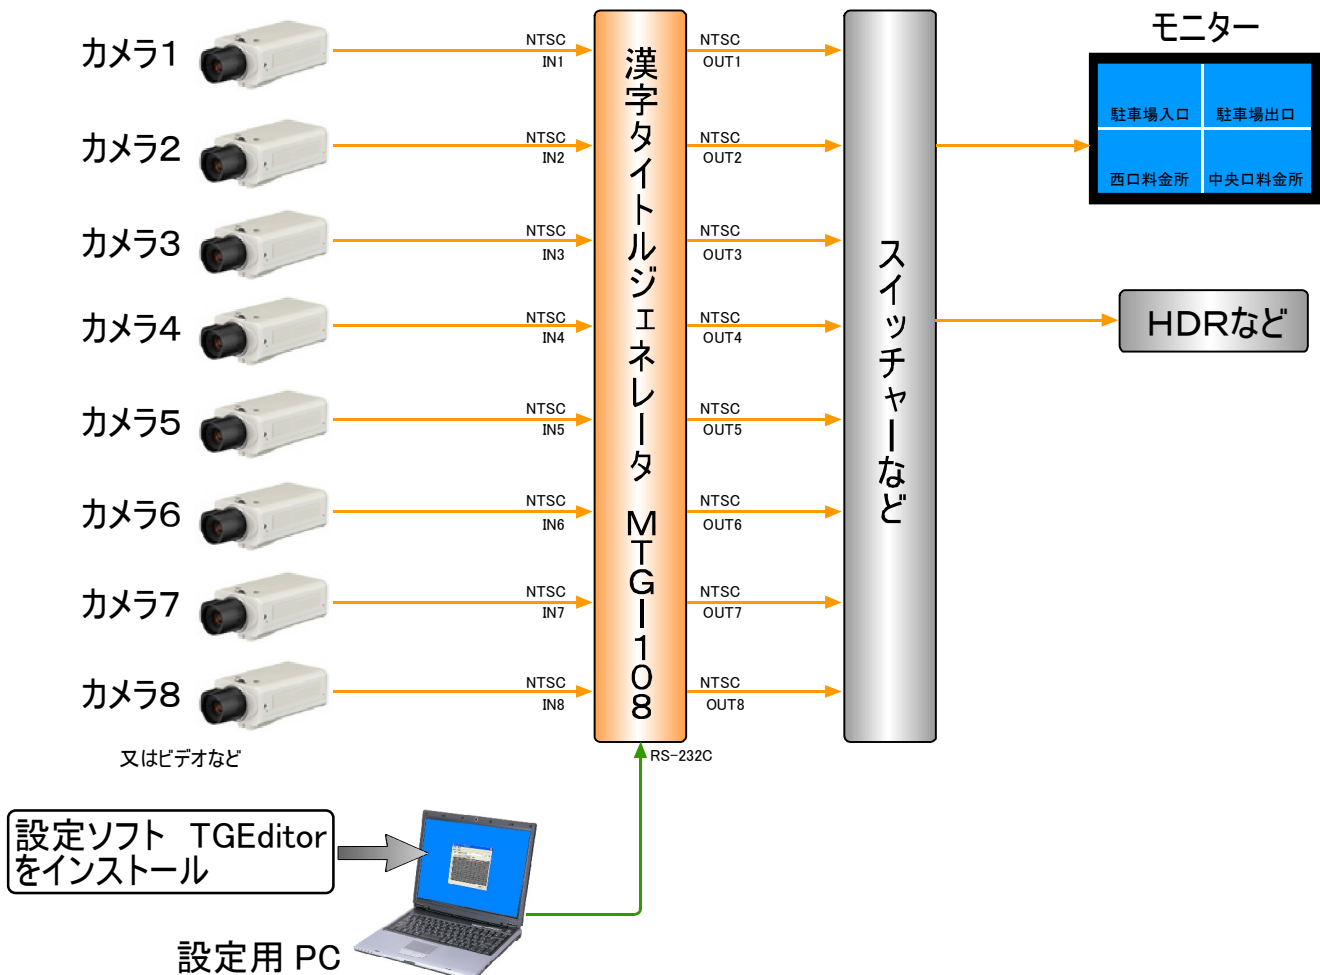 カメラ1
NTSC
IN1
NTSC
OUT1
カメラ2
NTSC
IN2
NTSC
OUT2
カメラ3
NTSC
IN3
NTSC
OUT3
カメラ4
NTSC
IN4
NTSC
OUT4
カメラ5
NTSC
IN5
NTSC
OUT5
カメラ6
NTSC
IN6
NTSC
OUT6
カメラ7
NTSC
IN7
NTSC
OUT7
カメラ8
NTSC
IN8
NTSC
OUT8
又はビデオなど
漢字タイトルジェネレータ MTG-108
スイッチャーなど
モニター
駐車場入口
駐車場出口
西口料金所
中央口料金所
HDRなど
RS-232C
設定ソフト TGEditor
をインストール
設定用 PC